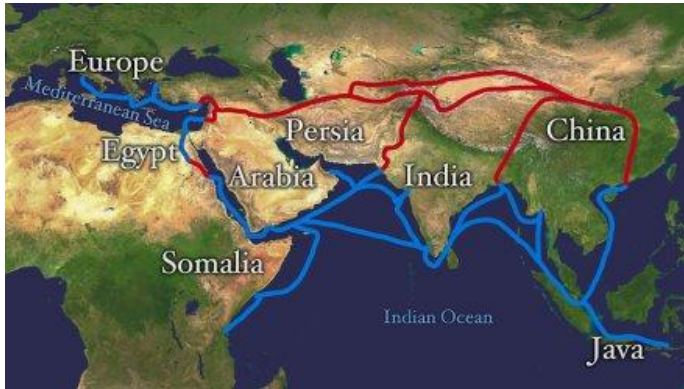 Europe
Mediterranean Sea
Egypt
Persia
Arabia
India
China
Somalia
Indian Ocean
Java